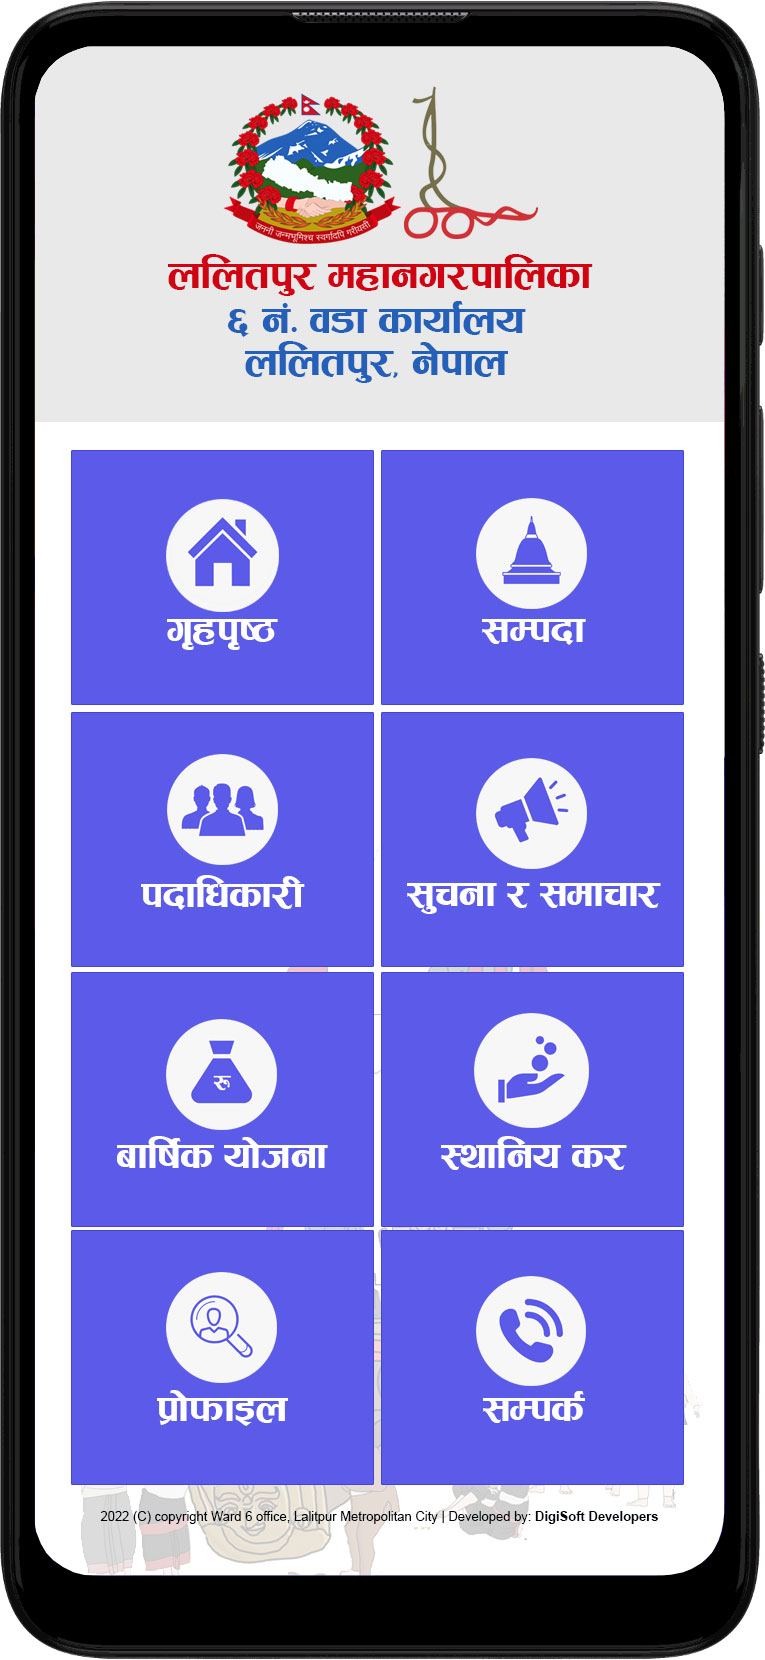 जननी जन्मभूमिश्च स्वर्गादपि गरीयसी
ललितपुर महानगरपालिका
६ नं. वडा कार्यालय
ललितपुर, नेपाल
गृहपृष्ठ
सम्पदा
पदाधिकारी
सुचना र समाचार
रू
बार्षिक योजना
स्थानिय कर
प्रोफाइल
सम्पर्क
2022 (C) copyright Ward 6 office, Lalitpur Metropolitan City | Developed by: DigiSoft Developers